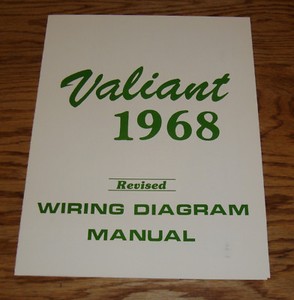 Valiant
1968
Revised
WIRING DIAGRAM
MANUAL